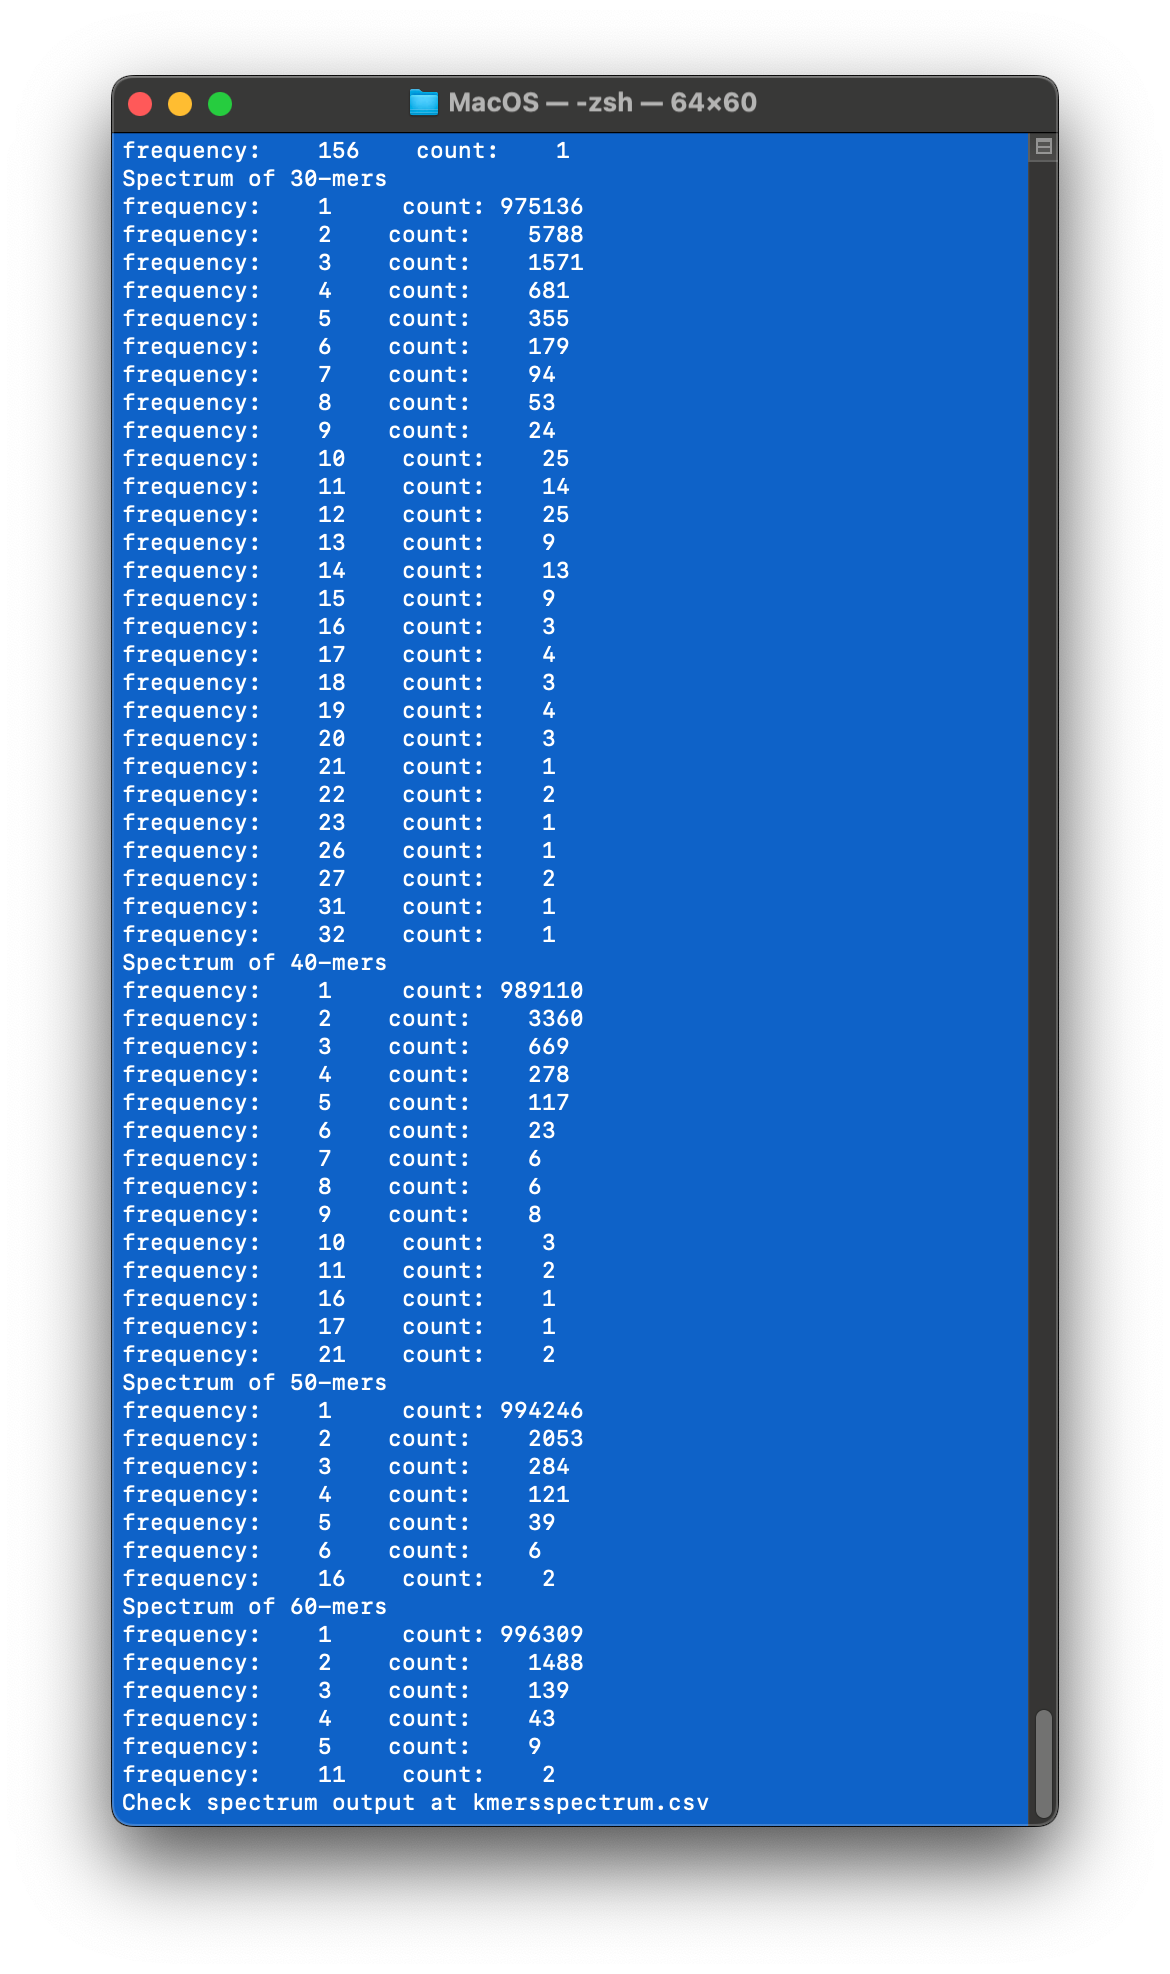 MacOS — -zsh — 64×60
frequency:    156    count:    1
Spectrum of 30-mers
frequency:    1     count: 975136
frequency:    2    count:    5788
frequency:    3    count:    1571
frequency:    4    count:    681
frequency:    5    count:    355
frequency:    6    count:    179
frequency:    7    count:    94
frequency:    8    count:    53
frequency:    9    count:    24
frequency:    10    count:    25
frequency:    11    count:    14
frequency:    12    count:    25
frequency:    13    count:    9
frequency:    14    count:    13
frequency:    15    count:    9
frequency:    16    count:    3
frequency:    17    count:    4
frequency:    18    count:    3
frequency:    19    count:    4
frequency:    20    count:    3
frequency:    21    count:    1
frequency:    22    count:    2
frequency:    23    count:    1
frequency:    26    count:    1
frequency:    27    count:    2
frequency:    31    count:    1
frequency:    32    count:    1
Spectrum of 40-mers
frequency:    1     count: 989110
frequency:    2    count:    3360
frequency:    3    count:    669
frequency:    4    count:    278
frequency:    5    count:    117
frequency:    6    count:    23
frequency:    7    count:    6
frequency:    8    count:    6
frequency:    9    count:    8
frequency:    10    count:    3
frequency:    11    count:    2
frequency:    16    count:    1
frequency:    17    count:    1
frequency:    21    count:    2
Spectrum of 50-mers
frequency:    1     count: 994246
frequency:    2    count:    2053
frequency:    3    count:    284
frequency:    4    count:    121
frequency:    5    count:    39
frequency:    6    count:    6
frequency:    16    count:    2
Spectrum of 60-mers
frequency:    1     count: 996309
frequency:    2    count:    1488
frequency:    3    count:    139
frequency:    4    count:    43
frequency:    5    count:    9
frequency:    11    count:    2
Check spectrum output at kmersspectrum.csv